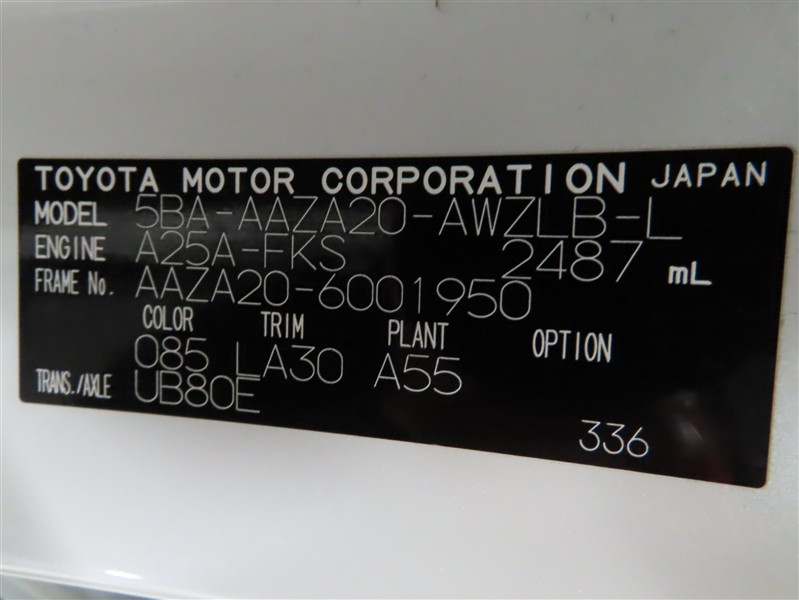 TOYOTA MOTOR CORPORATION JAPAN
MODEL 5BA-AAZA20-AWZLB-L
ENGINE A25A-FKS 2487 mL
FRAME No. AAZA20-6001950
COLOR TRIM PLANT OPTION
085 LA30 A55
TRANS./AXLE UB80E
336